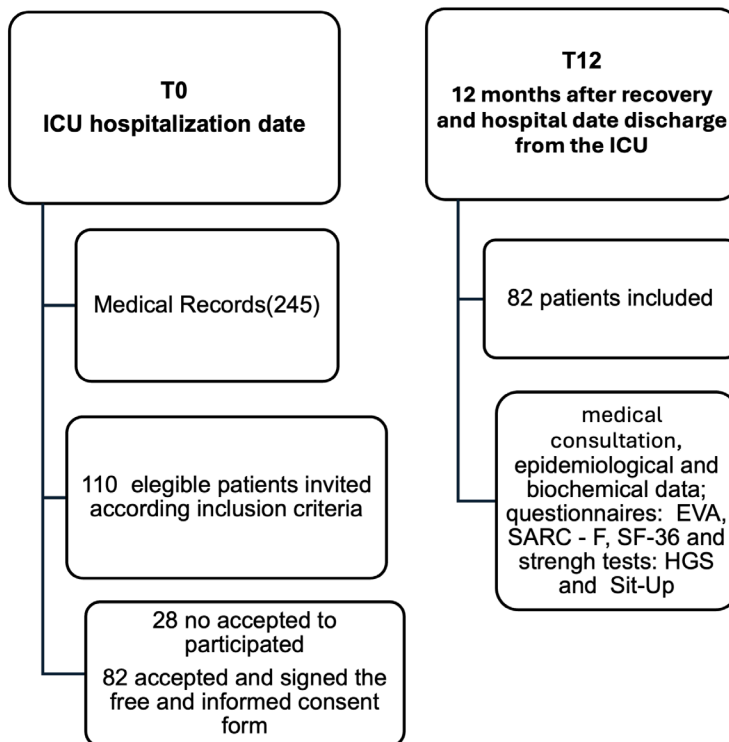 T0
ICU hospitalization date
Medical Records(245)
110 elegible patients invited
according inclusion criteria
28 no accepted to
participated
82 accepted and signed the
free and informed consent
form
T12
12 months after recovery
and hospital date discharge
from the ICU
82 patients included
medical
consultation,
epidemiological and
biochemical data;
questionnaires: EVA,
SARC - F, SF-36 and
strengh tests: HGS
and Sit-Up